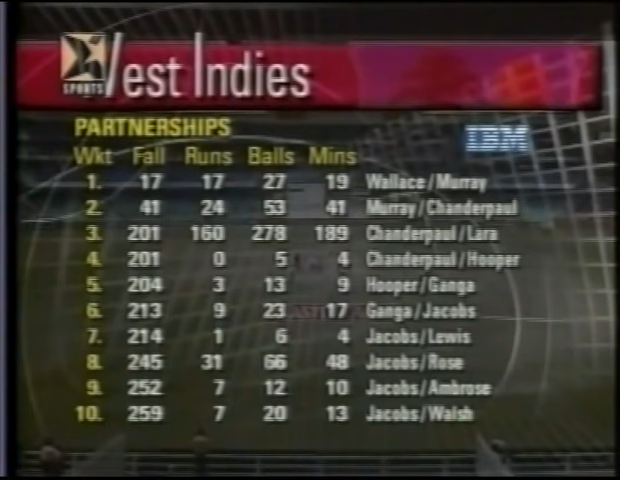 West Indies
SPORTS
PARTNERSHIPS
IBM
Wkt Fall Runs Balls Mins
1. 17 17 27 19 Wallace/Murray
2. 41 24 53 41 Murray/Chanderpaul
3. 201 160 278 189 Chanderpaul/Lara
4. 201 0 5 4 Chanderpaul/Hooper
5. 204 3 13 9 Hooper/Ganga
6. 213 9 23 17 Ganga/Jacobs
7. 214 1 6 4 Jacobs/Lewis
8. 245 31 66 48 Jacobs/Rose
9. 252 7 12 10 Jacobs/Ambrose
10. 259 7 20 13 Jacobs/Walsh